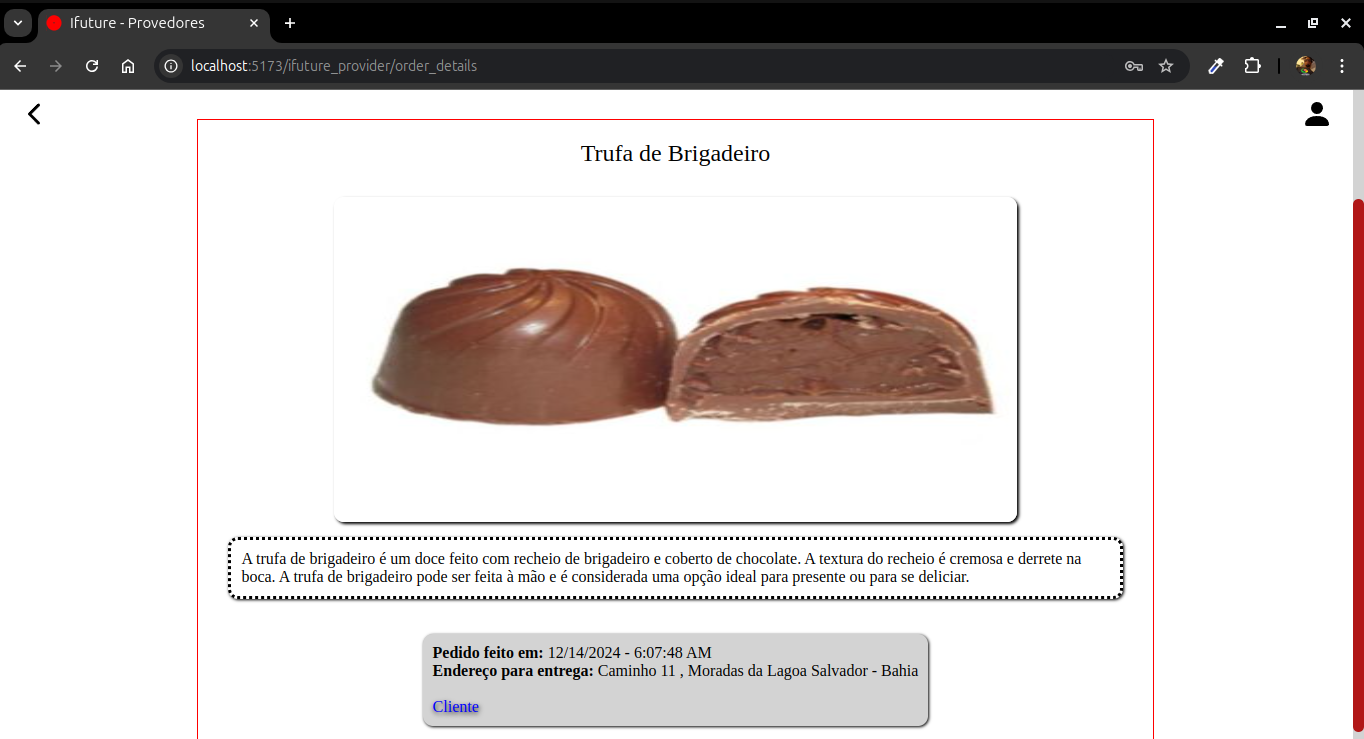 Ifuture - Provedores
localhost:5173/ifuture_provider/order_details
Trufa de Brigadeiro
A trufa de brigadeiro é um doce feito com recheio de brigadeiro e coberto de chocolate. A textura do recheio é cremosa e derrete na
boca. A trufa de brigadeiro pode ser feita à mão e é considerada uma opção ideal para presente ou para se deliciar.
Pedido feito em: 12/14/2024 - 6:07:48 AM
Endereço para entrega: Caminho 11 , Moradas da Lagoa Salvador - Bahia
Cliente